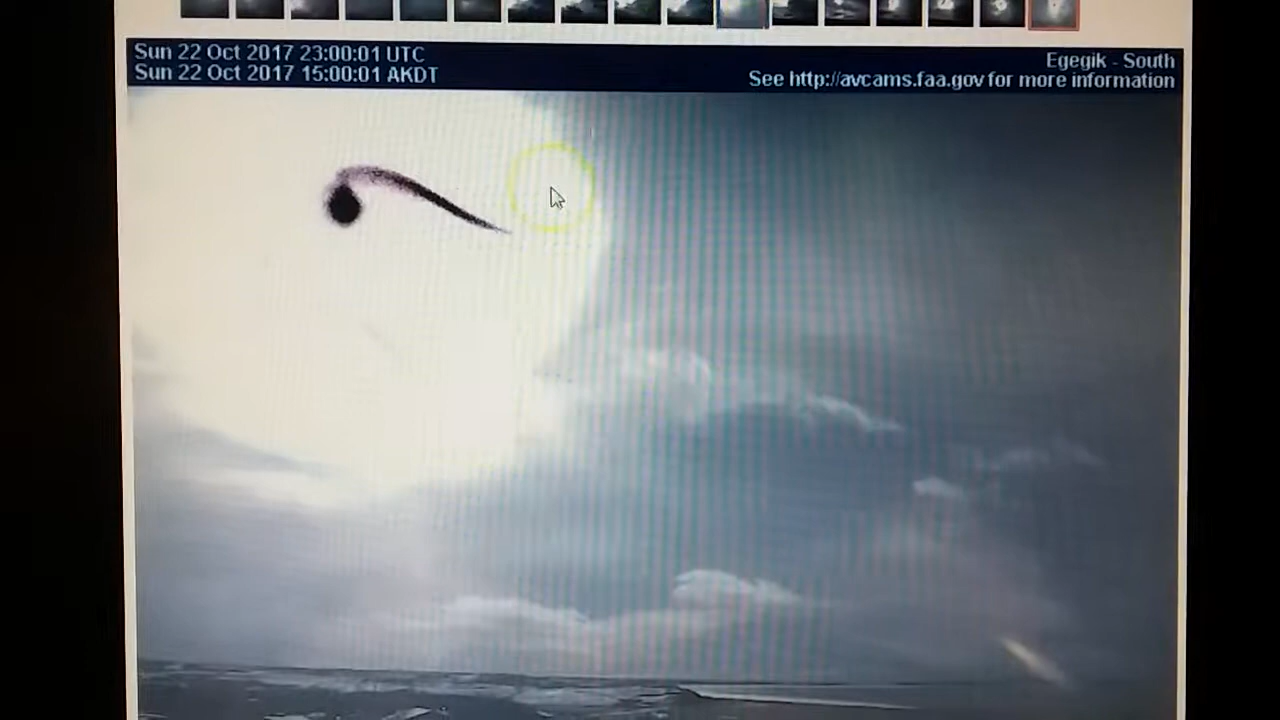 Sun 22 Oct 2017 23:00:01 UTC
Egegik - South
Sun 22 Oct 2017 15:00:01 AKDT
See http://avcams.faa.gov for more information